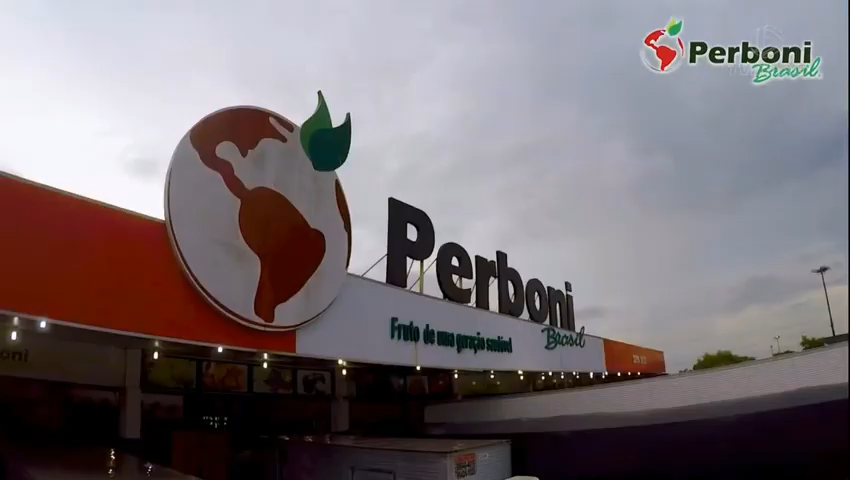 Perboni
Brasil
Perboni
Brasil
Fruto de uma geração saudável